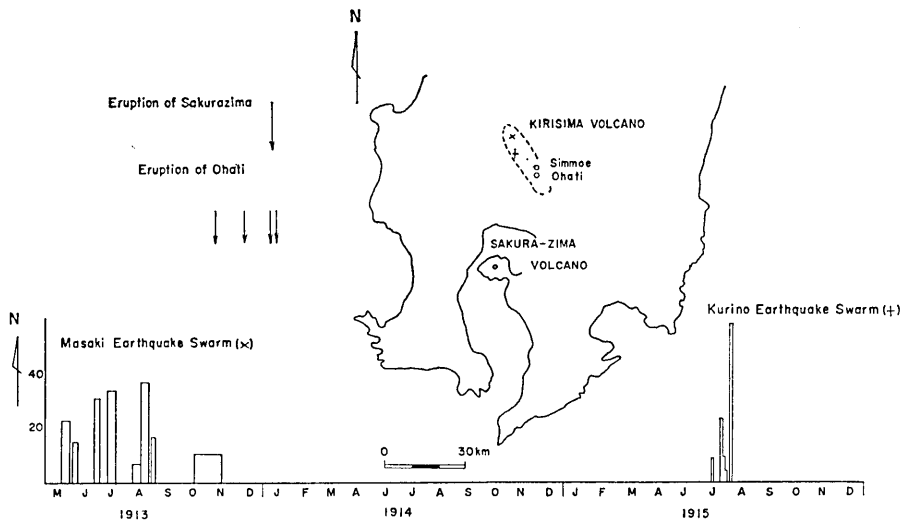 N
Eruption of Sakurazima
Eruption of Ohati
KIRISIMA VOLCANO
Simmoe
Ohati
SAKURA-ZIMA
VOLCANO
N
Masaki Earthquake Swarm (×)
Kurino Earthquake Swarm (+)
40
20
0 30km
M J J A S O N D J F M A M J J A S O N D J F M A M J J A S O N D
1913 1914 1915